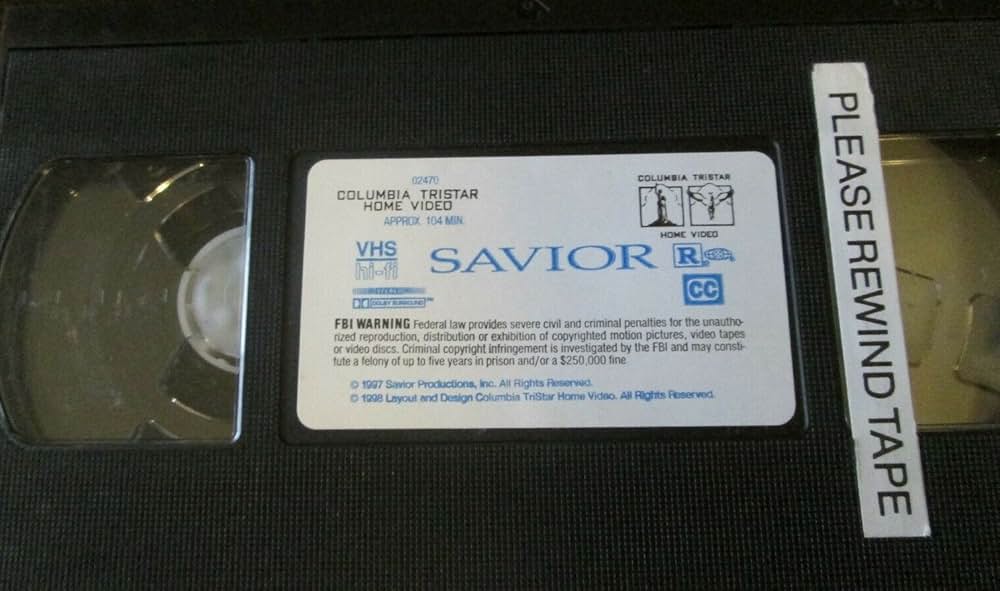 02470
COLUMBIA TRISTAR
HOME VIDEO
APPROX. 104 MIN.
COLUMBIA TRISTAR
HOME VIDEO
VHS
hi-fi
STEREO
DOLBY SURROUND™
SAVIOR
R
CC
FBI WARNING Federal law provides severe civil and criminal penalties for the unautho-
rized reproduction, distribution or exhibition of copyrighted motion pictures, video tapes
or video discs. Criminal copyright infringement is investigated by the FBI and may consti-
tute a felony of up to five years in prison and/or a $250,000 fine
© 1997 Savior Productions, Inc. All Rights Reserved.
© 1998 Layout and Design Columbia TriStar Home Video. All Rights Reserved.
PLEASE REWIND TAPE